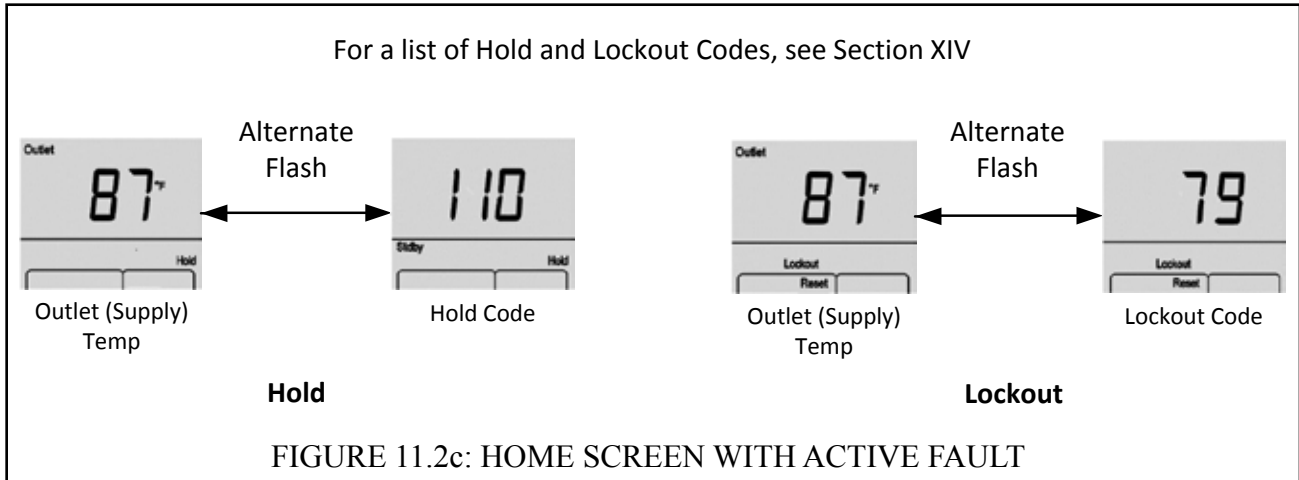 For a list of Hold and Lockout Codes, see Section XIV
Alternate
Flash
Outlet
87°F
Hold
110
Stdby
Hold
Outlet (Supply)
Temp
Hold Code
Hold
Alternate
Flash
Outlet
87°F
Lockout
Reset
79
Lockout
Reset
Outlet (Supply)
Temp
Lockout Code
Lockout
FIGURE 11.2c: HOME SCREEN WITH ACTIVE FAULT